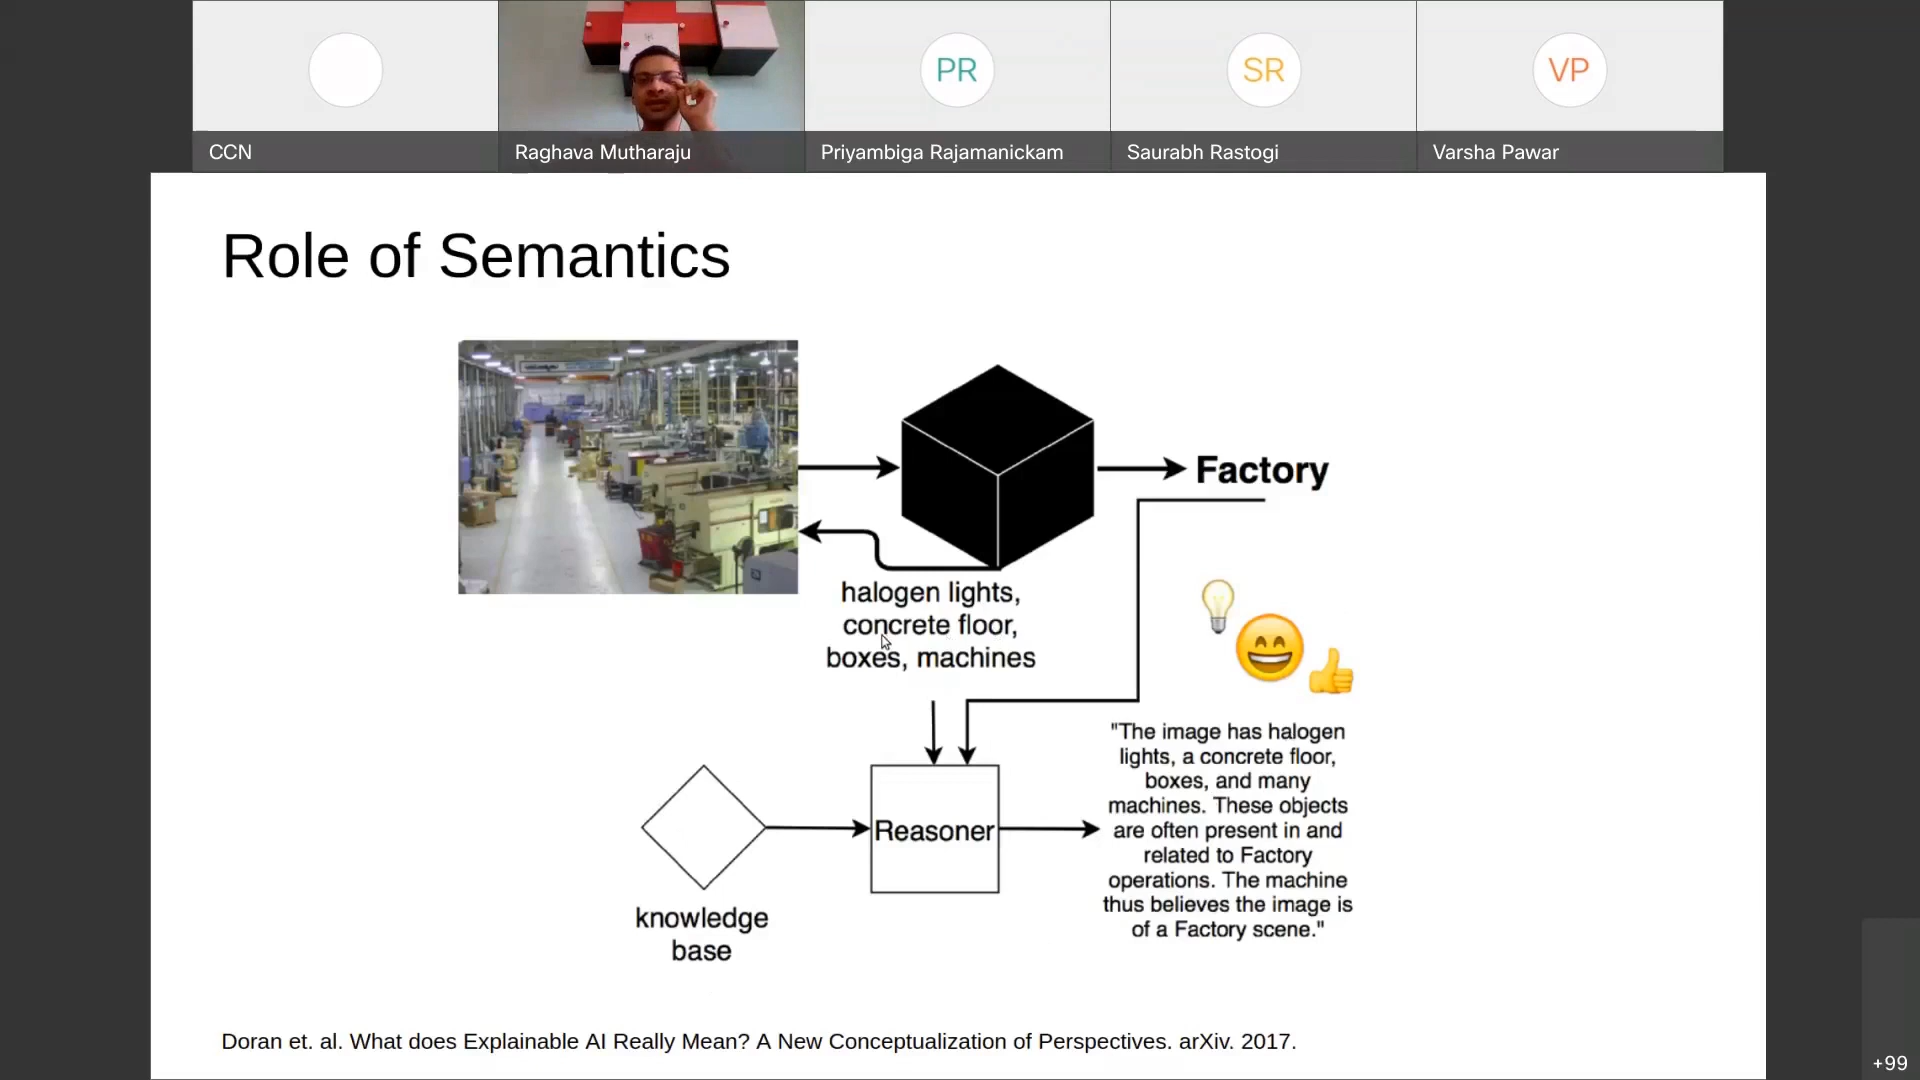 PR
SR
VP
CCN
Raghava Mutharaju
Priyambiga Rajamanickam
Saurabh Rastogi
Varsha Pawar
Role of Semantics
Factory
halogen lights,
concrete floor,
boxes, machines
"The image has halogen
lights, a concrete floor,
boxes, and many
machines. These objects
are often present in and
related to Factory
operations. The machine
thus believes the image is
of a Factory scene."
Reasoner
knowledge
base
Doran et. al. What does Explainable AI Really Mean? A New Conceptualization of Perspectives. arXiv. 2017.
+99